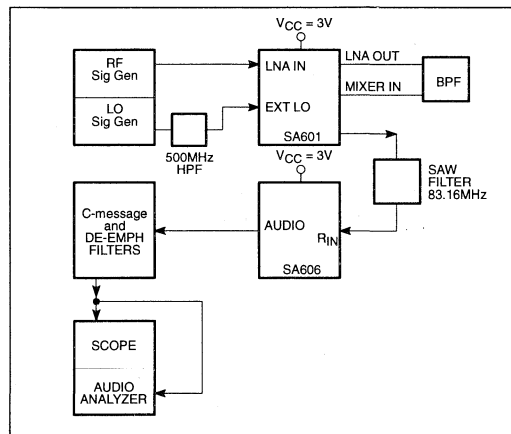 VCC = 3V
RF
Sig Gen
LNA IN
LNA OUT
BPF
MIXER IN
LO
Sig Gen
EXT LO
SA601
500MHz
HPF
VCC = 3V
SAW
FILTER
83.16MHz
C-message
and
DE-EMPH
FILTERS
AUDIO
RIN
SA606
SCOPE
AUDIO
ANALYZER